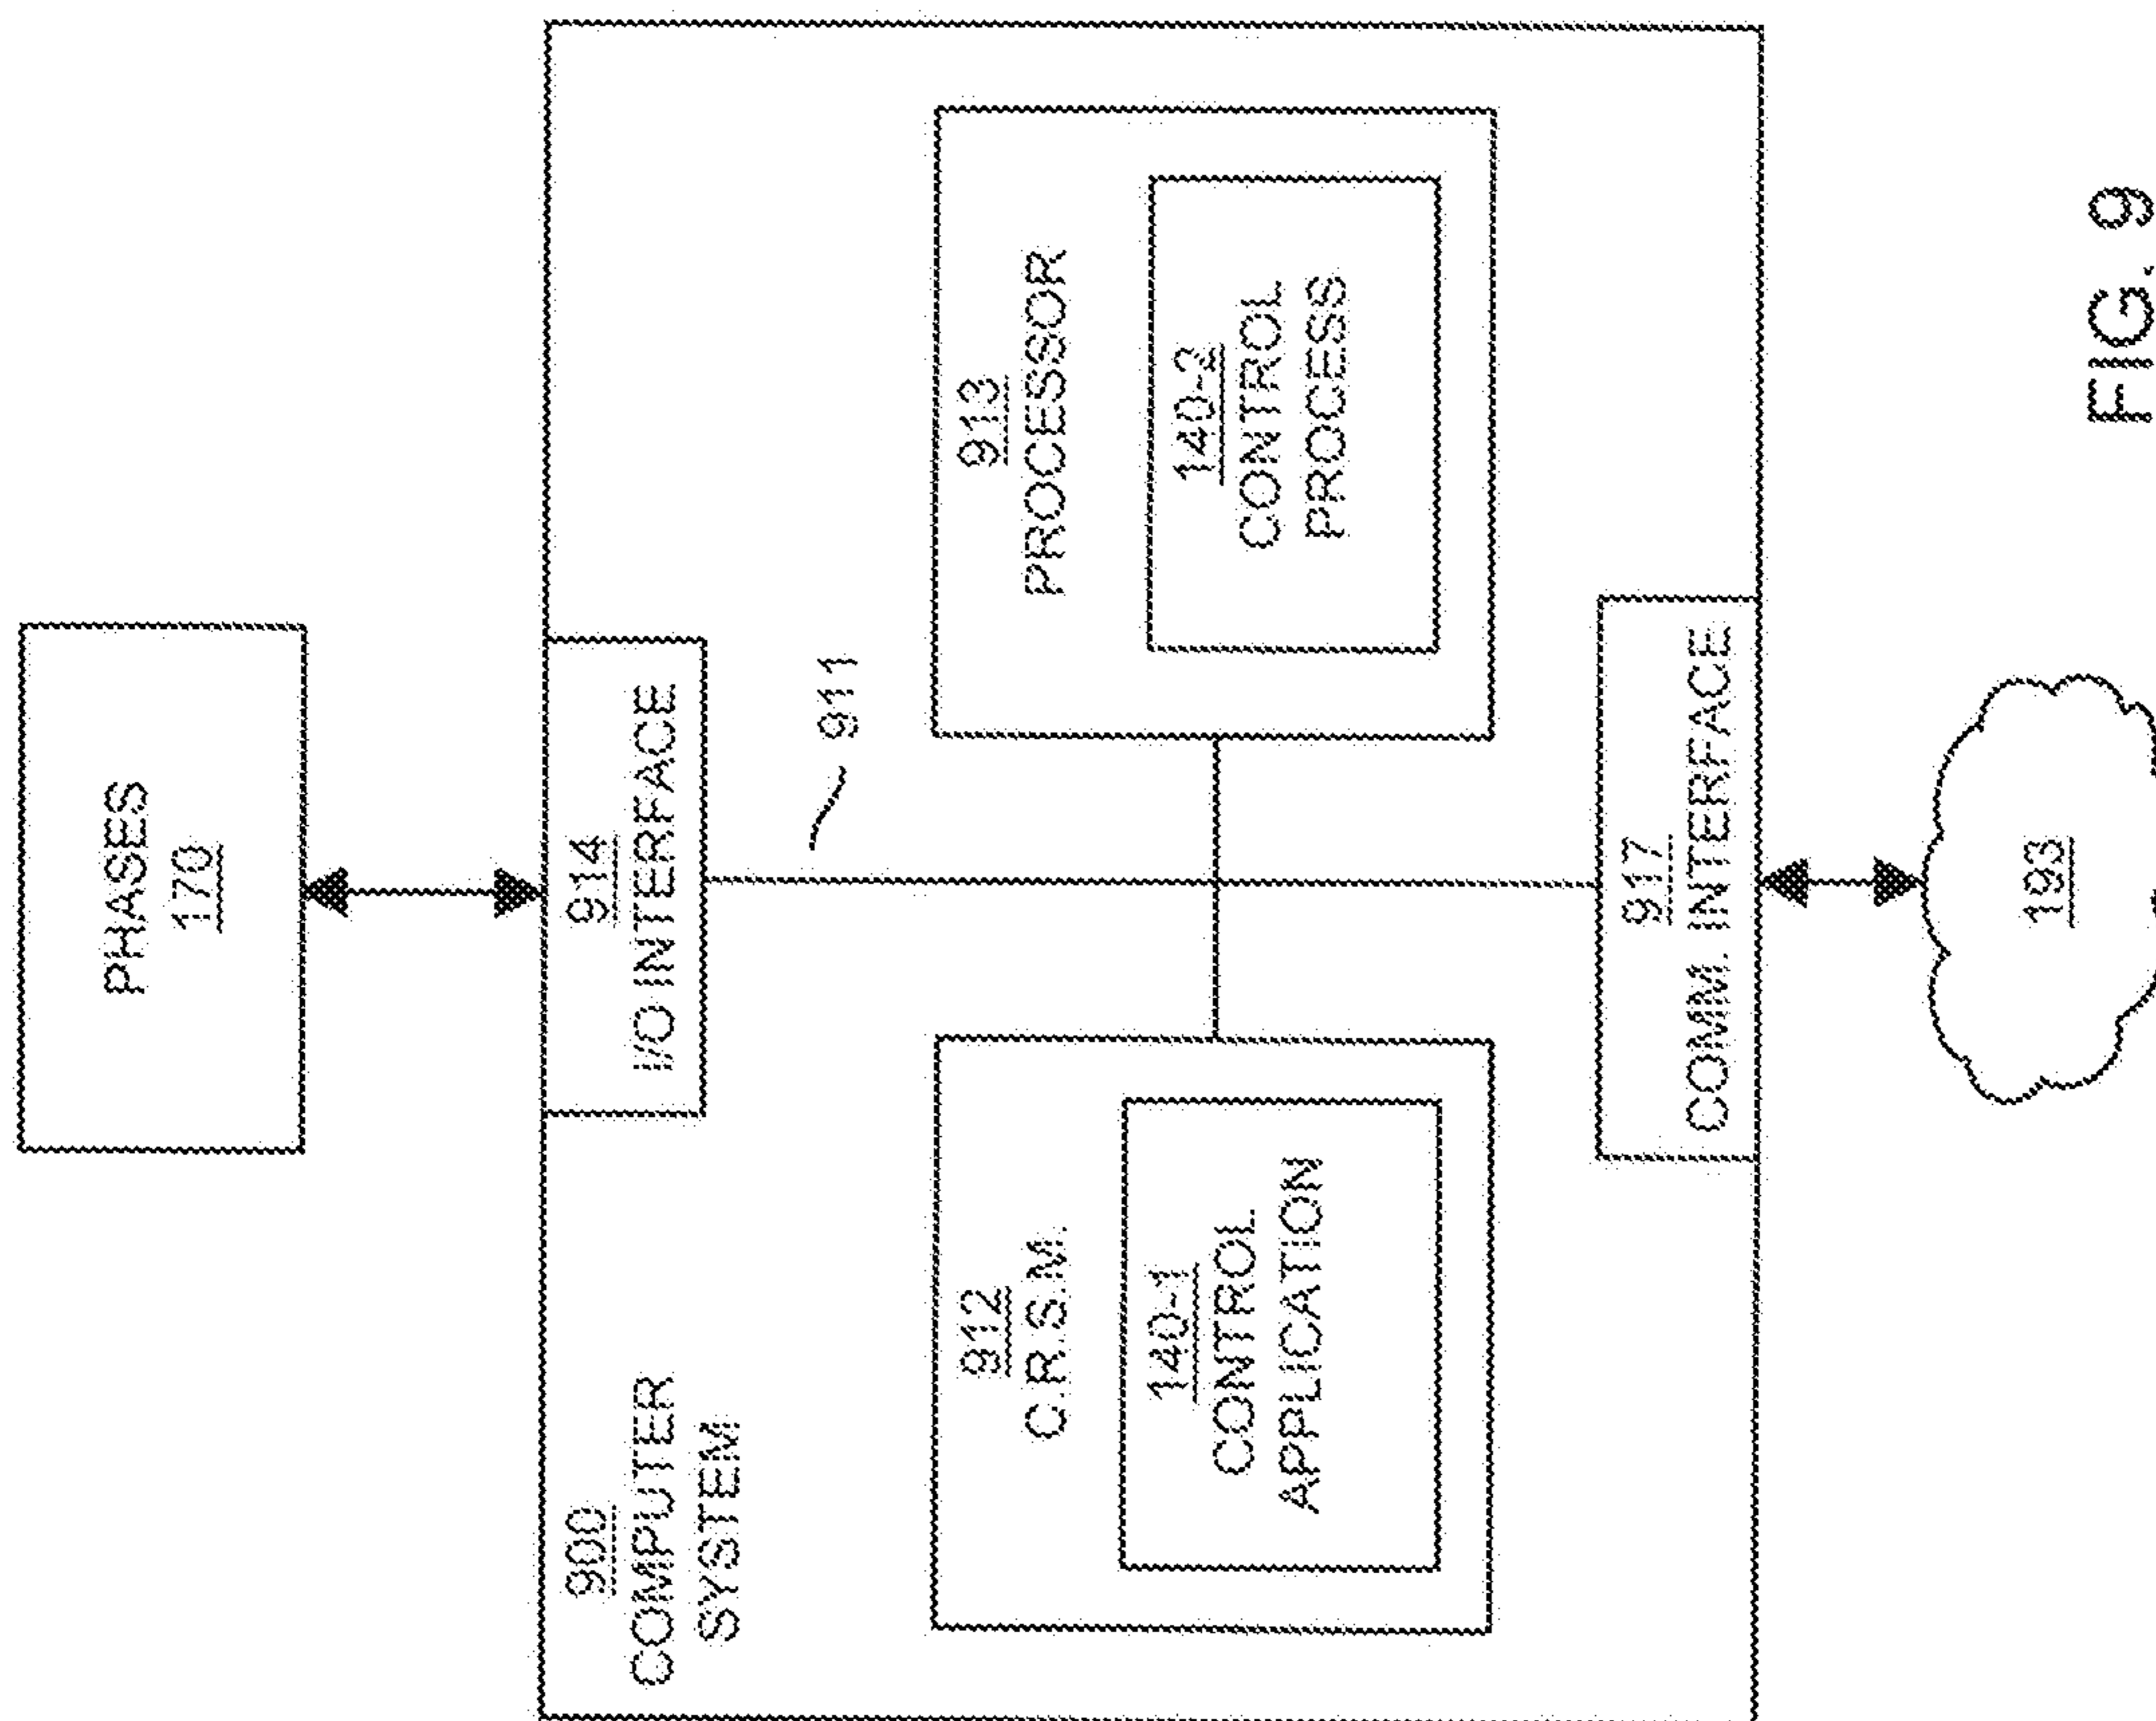 PHASES
170
900
COMPUTER
SYSTEM
914
I/O INTERFACE
911
912
C.R.S.M.
140-1
CONTROL
APPLICATION
913
PROCESSOR
140-2
CONTROL
PROCESS
917
COMM. INTERFACE
193
FIG. 9